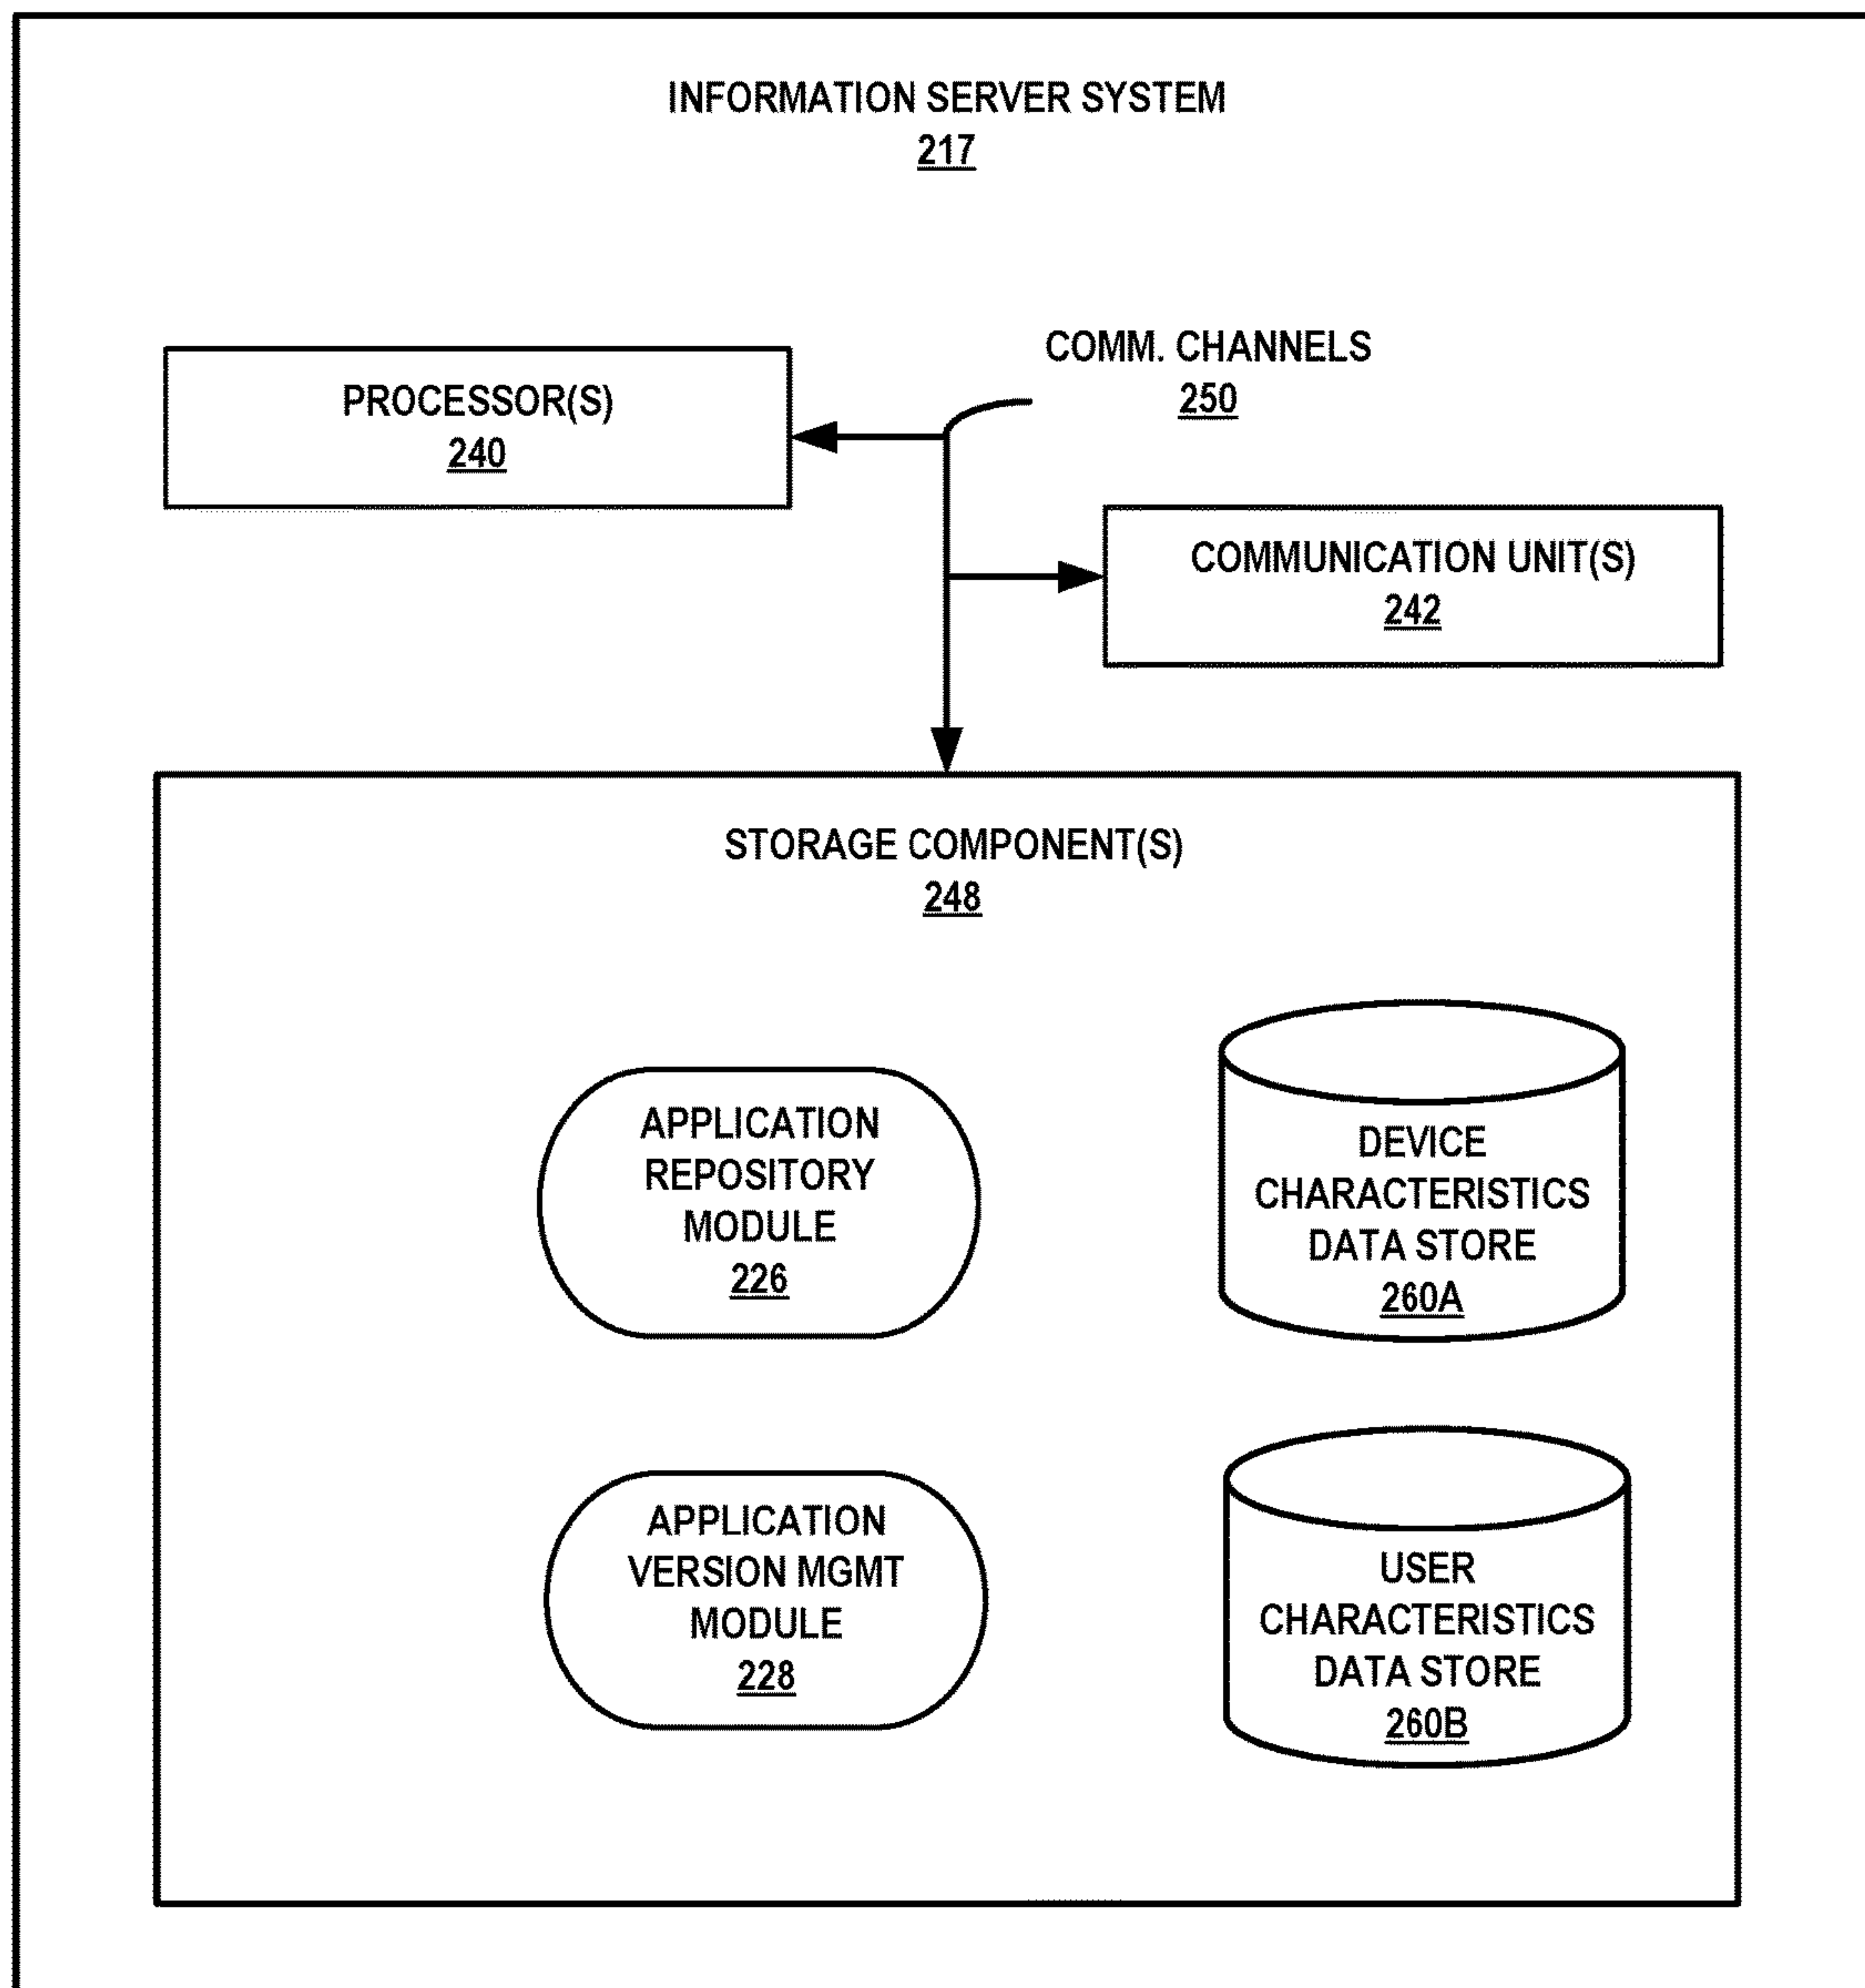 INFORMATION SERVER SYSTEM
217
COMM. CHANNELS
250
PROCESSOR(S)
240
COMMUNICATION UNIT(S)
242
STORAGE COMPONENT(S)
248
APPLICATION
REPOSITORY
MODULE
226
DEVICE
CHARACTERISTICS
DATA STORE
260A
APPLICATION
VERSION MGMT
MODULE
228
USER
CHARACTERISTICS
DATA STORE
260B